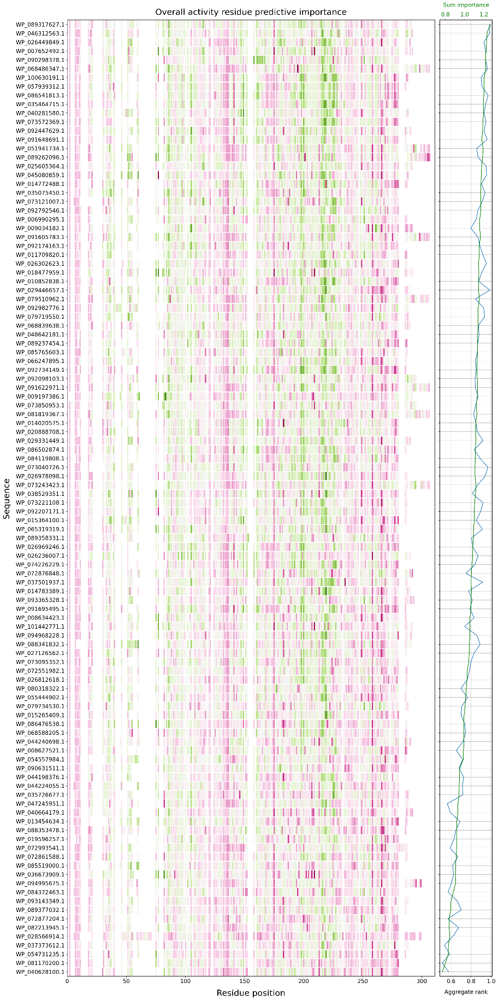 Sum importance
0.8 1.0 1.2
Overall activity residue predictive importance
WP_089317627.1
WP_046312563.1
WP_026449849.1
WP_007652492.1
WP_090298378.1
WP_068486347.1
WP_100630191.1
WP_057939312.1
WP_086541813.1
WP_035464715.1
WP_040281580.1
WP_073572369.1
WP_092447629.1
WP_091648691.1
WP_051941734.1
WP_089262096.1
WP_025605364.1
WP_045080859.1
WP_014772488.1
WP_035075450.1
WP_073121007.1
WP_092792546.1
WP_006990295.1
WP_009034182.1
WP_091605783.1
WP_092174163.1
WP_011709820.1
WP_026302623.1
WP_018477959.1
WP_010852838.1
WP_029446657.1
WP_079510962.1
WP_092982776.1
WP_079719550.1
WP_068839638.1
WP_048642181.1
WP_089237454.1
WP_085765603.1
WP_066247895.1
WP_092734149.1
WP_092098103.1
WP_091622971.1
WP_009197386.1
WP_073850953.1
WP_081819367.1
WP_014020575.1
WP_020888708.1
WP_029331449.1
WP_086502874.1
WP_084119808.1
WP_073040726.1
WP_026978098.1
WP_073243423.1
WP_038529351.1
WP_073221108.1
WP_092207171.1
WP_015364100.1
WP_065319319.1
WP_089358331.1
WP_026969246.1
WP_026236007.1
WP_074226229.1
WP_072876848.1
WP_037501937.1
WP_014783389.1
WP_093365328.1
WP_091695495.1
WP_008634423.1
WP_101442771.1
WP_094968228.1
WP_088341832.1
WP_027126562.1
WP_073095352.1
WP_072551982.1
WP_026812618.1
WP_080318322.1
WP_055444902.1
WP_079734530.1
WP_015265409.1
WP_086476538.1
WP_068588205.1
WP_044240698.1
WP_008627521.1
WP_054557984.1
WP_090631511.1
WP_044198376.1
WP_044224055.1
WP_035726677.1
WP_047245951.1
WP_040664179.1
WP_013454634.1
WP_088353478.1
WP_019596257.1
WP_072993541.1
WP_072861588.1
WP_085519000.1
WP_036673909.1
WP_094995675.1
WP_084372463.1
WP_093143349.1
WP_089377032.1
WP_072877204.1
WP_082213945.1
WP_028566914.1
WP_037373612.1
WP_054731235.1
WP_081170200.1
WP_040628100.1
Sequence
0 50 100 150 200 250 300
Residue position
0.6 0.8 1.0
Aggregate rank